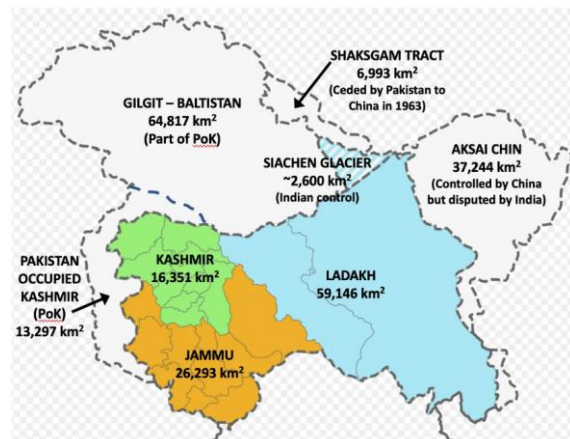 SHAKSGAM TRACT
6,993 km²
(Ceded by Pakistan to
China in 1963)
GILGIT – BALTISTAN
64,817 km²
(Part of PoK)
AKSAI CHIN
37,244 km²
(Controlled by China
but disputed by India)
SIACHEN GLACIER
~2,600 km²
(Indian control)
KASHMIR
16,351 km²
PAKISTAN
OCCUPIED
KASHMIR
(PoK)
13,297 km²
LADAKH
59,146 km²
JAMMU
26,293 km²